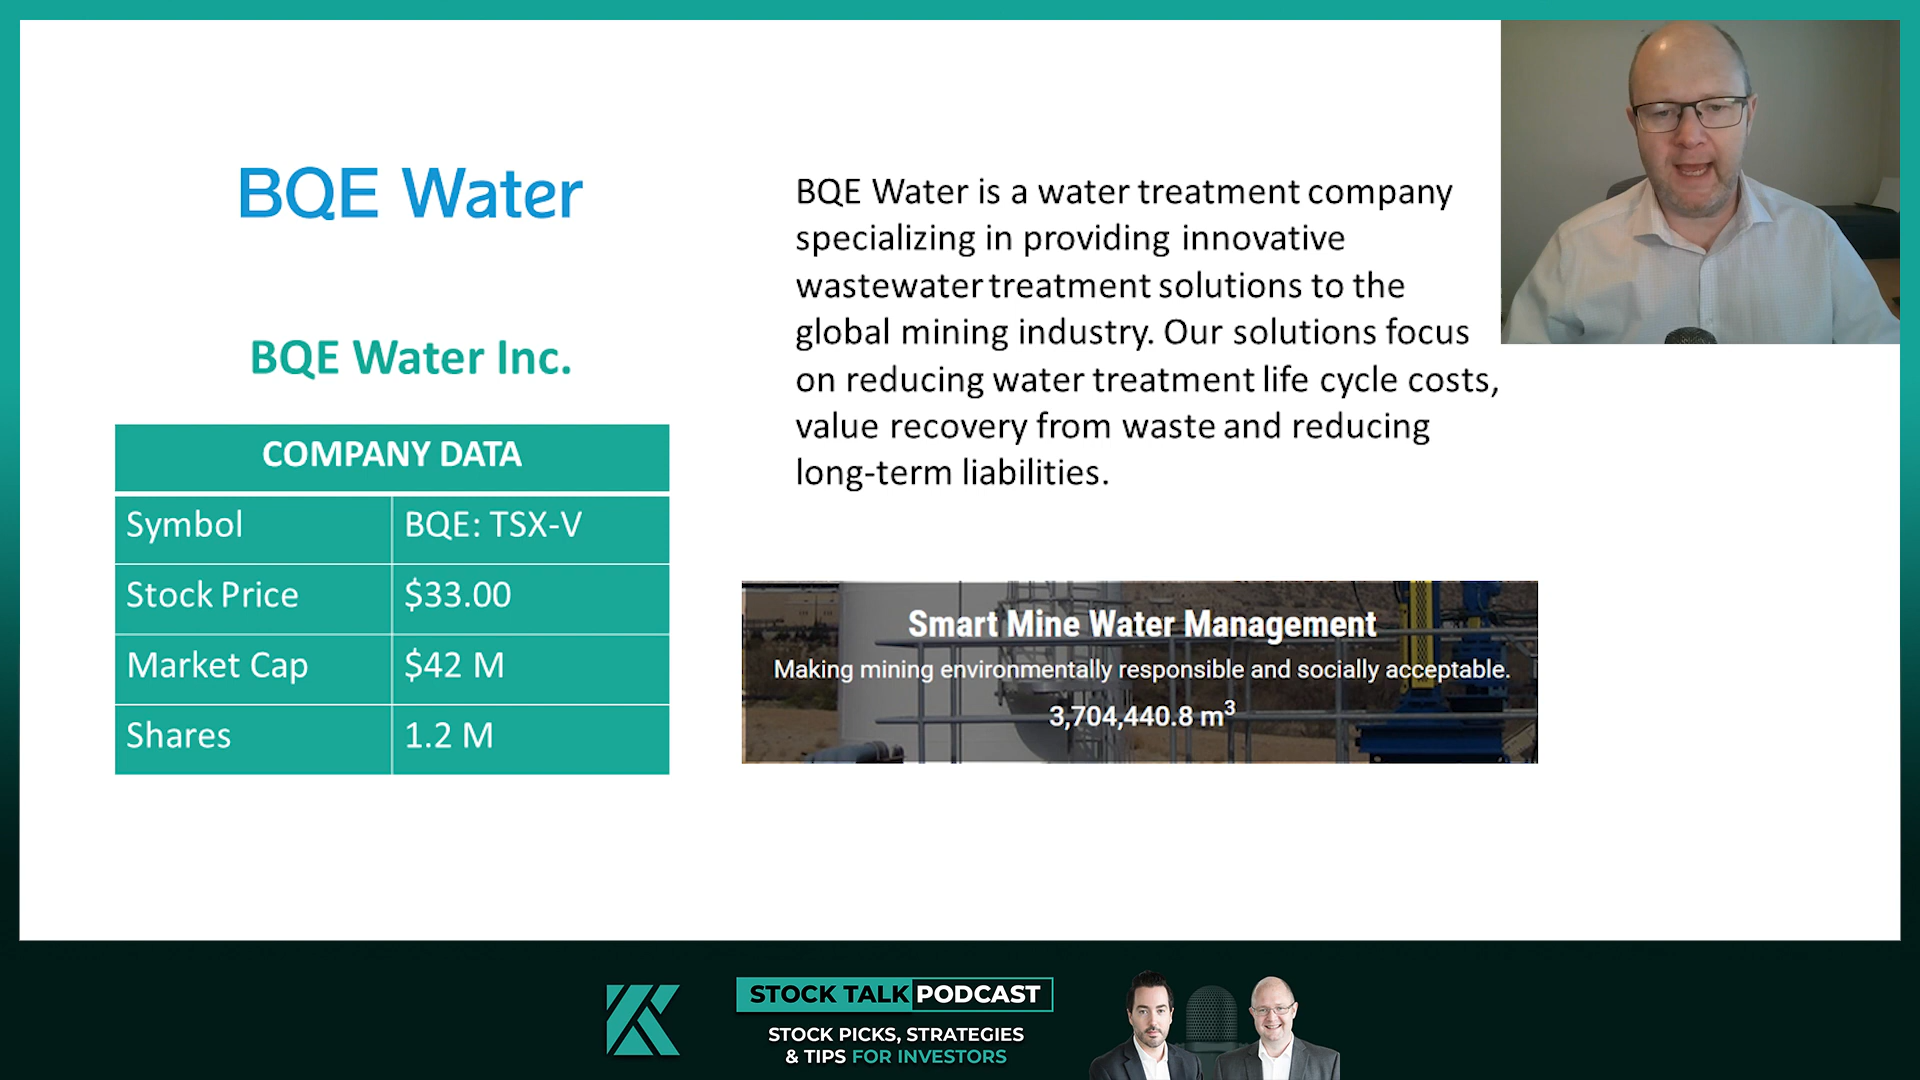 BQE Water
BQE Water Inc.
COMPANY DATA
Symbol BQE: TSX-V
Stock Price $33.00
Market Cap $42 M
Shares 1.2 M
BQE Water is a water treatment company
specializing in providing innovative
wastewater treatment solutions to the
global mining industry. Our solutions focus
on reducing water treatment life cycle costs,
value recovery from waste and reducing
long-term liabilities.
Smart Mine Water Management
Making mining environmentally responsible and socially acceptable.
3,704,440.8 m³
STOCK TALK PODCAST
STOCK PICKS, STRATEGIES
& TIPS FOR INVESTORS